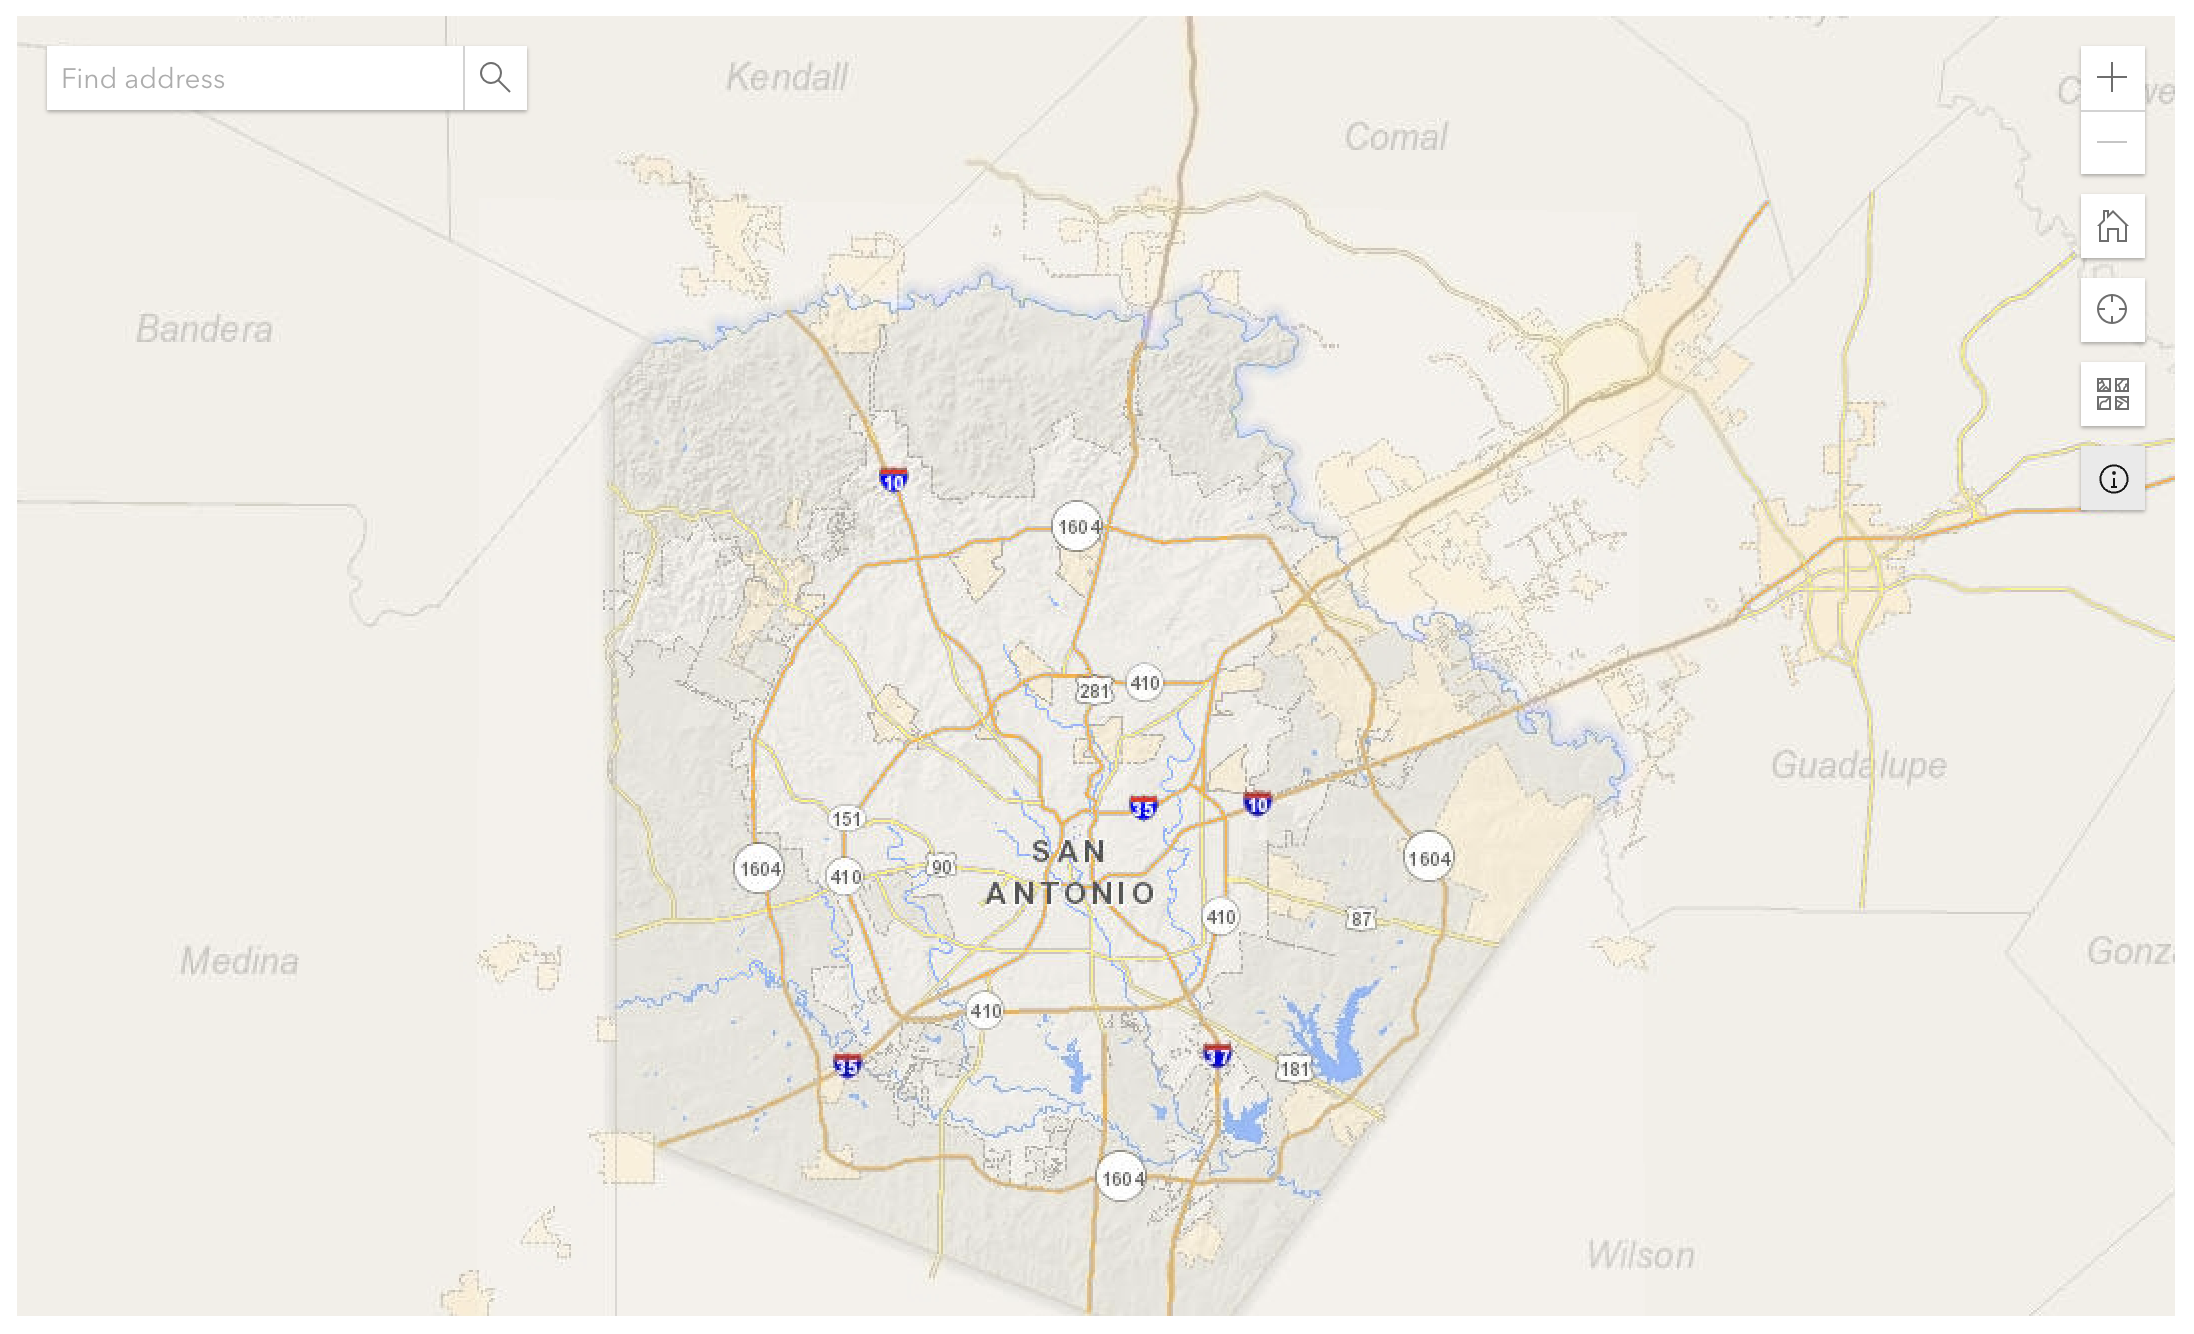 Kendall
Find address
Comal
Bandera
10
1604
281
410
Guadalupe
35
10
151
SAN
ANTONIO
90
1604
410
1604
410
87
Medina
410
35
37
181
1604
Wilson